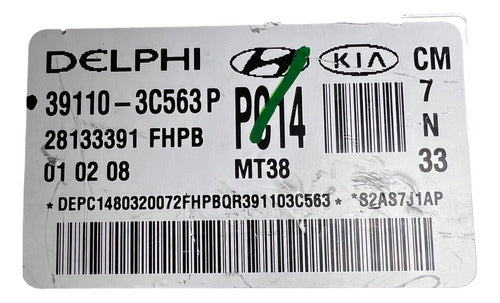 DELPHI KIA CM
39110-3C563 P PC14 7
28133391 FHPB N
01 02 08 MT38 33
*DEPC1480320072FHPBQR391103C563* *S2AS7J1AP